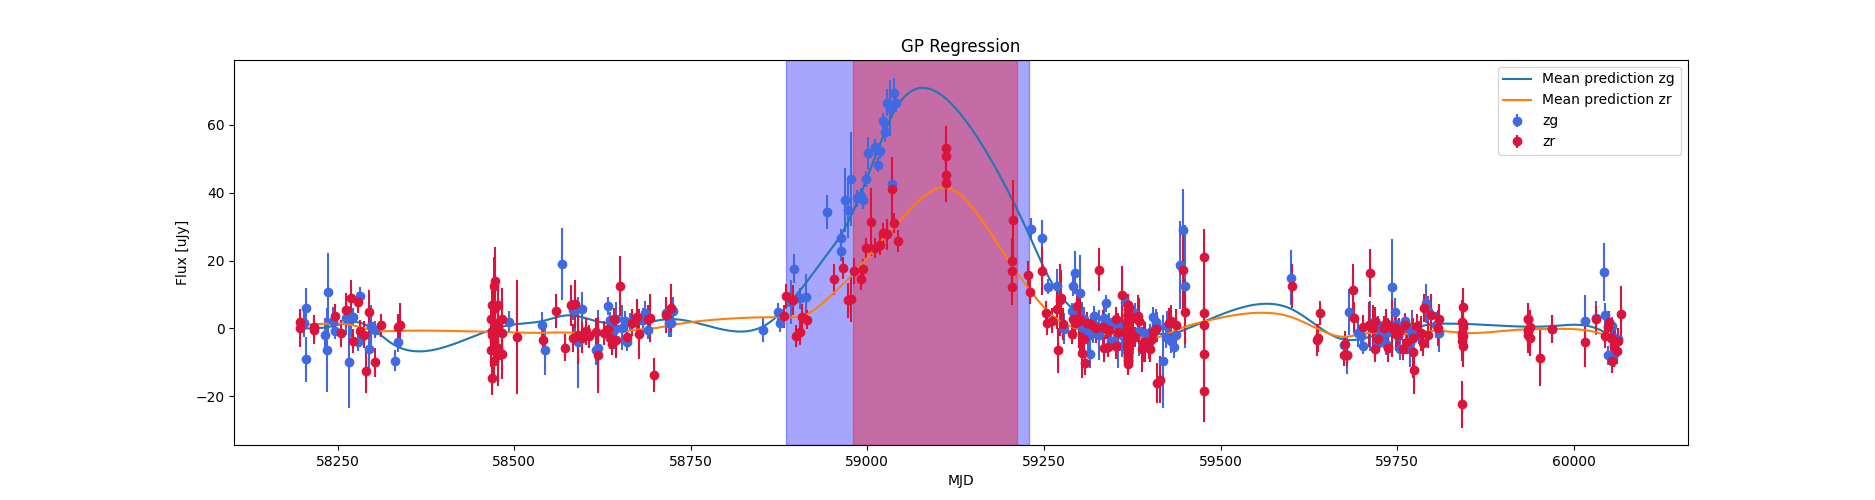 GP Regression
Flux [uJy]
60
40
20
0
−20
58250 58500 58750 59000 59250 59500 59750 60000
MJD
Mean prediction zg
Mean prediction zr
zg
zr